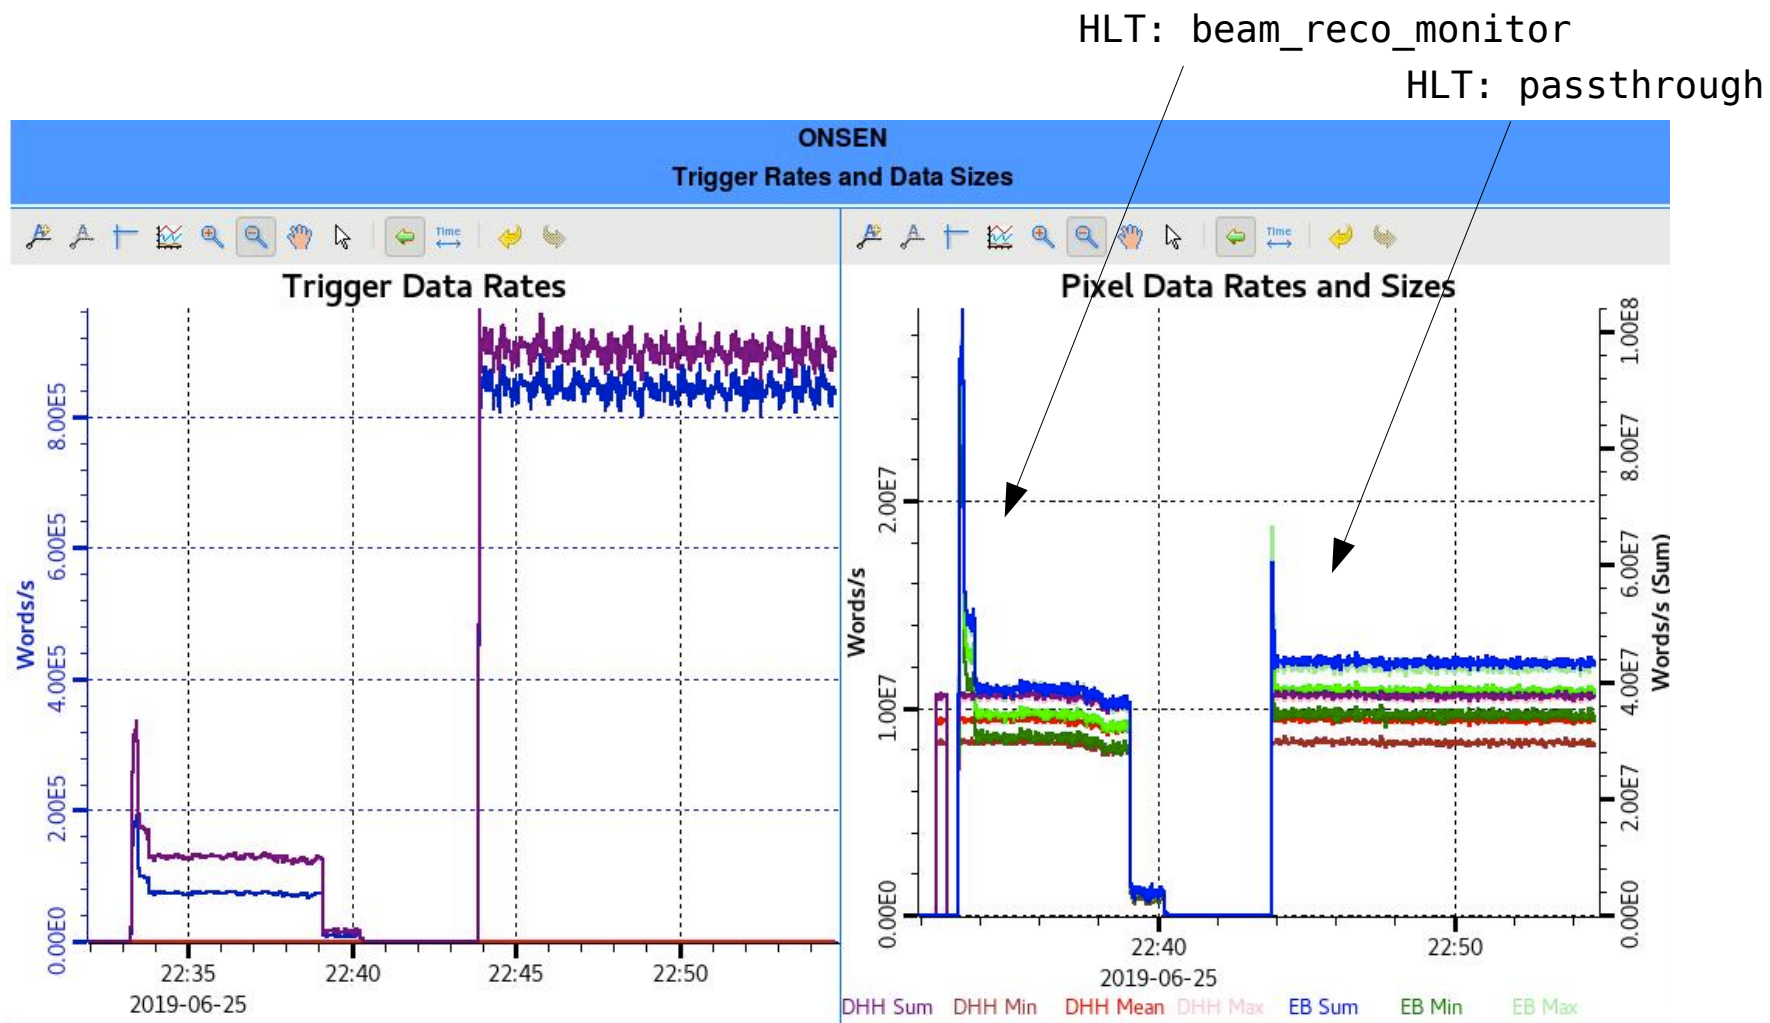 HLT: beam_reco_monitor
HLT: passthrough
ONSEN
Trigger Rates and Data Sizes
Time
Time
Trigger Data Rates
Words/s
8.00E5
6.00E5
4.00E5
2.00E5
0.00E0
22:35 22:40 22:45 22:50
2019-06-25
Pixel Data Rates and Sizes
Words/s
2.00E7
1.00E7
0.00E0
1.00E8
8.00E7
6.00E7
4.00E7
2.00E7
0.00E0
Words/s (Sum)
22:40 22:50
2019-06-25
DHH Sum DHH Min DHH Mean DHH Max EB Sum EB Min EB Max